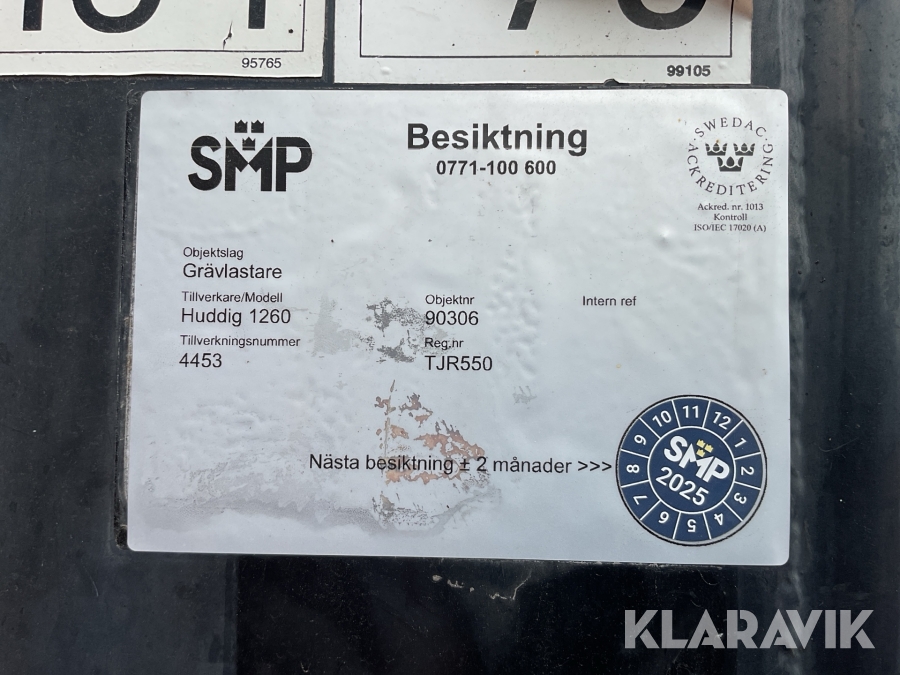 95765
99105
SMP
Besiktning
0771-100 600
SWEDAC
ACKREDITERING
Ackred. nr. 1013
Kontroll
ISO/IEC 17020 (A)
Objektslag
Grävlastare
Tillverkare/Modell
Huddig 1260
Objektnr
90306
Intern ref
Tillverkningsnummer
4453
Reg.nr
TJR550
Nästa besiktning ± 2 månader >>>
1 2 3 4 5 6 7 8 9 10 11 12
SMP
2025
KLARAVIK